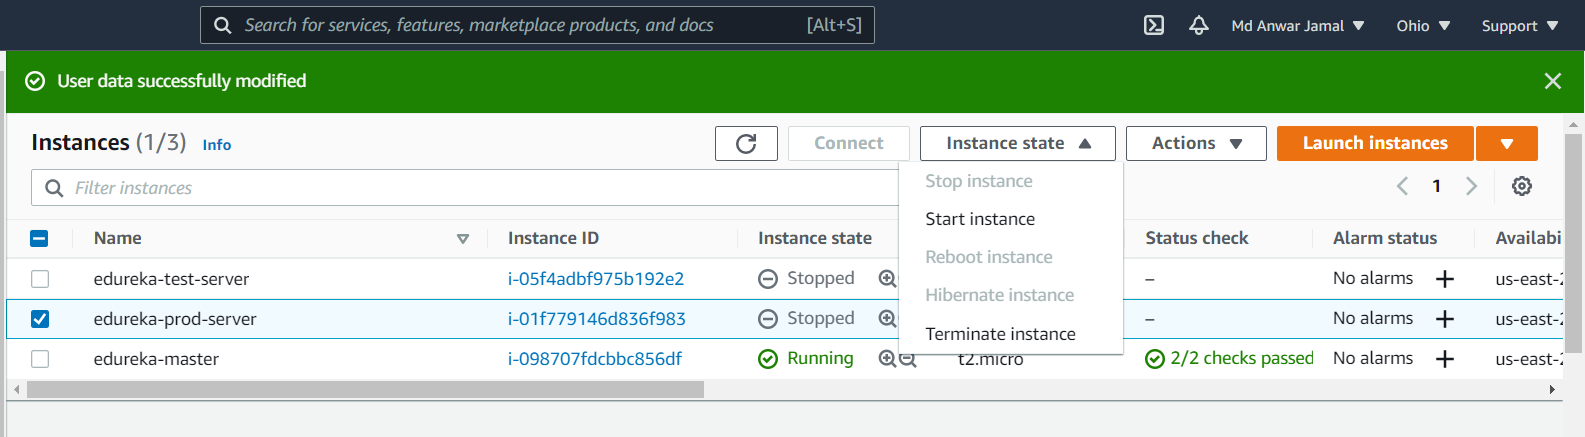 Search for services, features, marketplace products, and docs [Alt+S] Md Anwar Jamal Ohio Support
User data successfully modified
Instances (1/3) Info Connect Instance state Actions Launch instances
Filter instances 1
Stop instance
Start instance
Reboot instance
Hibernate instance
Terminate instance
Name Instance ID Instance state Status check Alarm status Availabi
edureka-test-server i-05f4adbf975b192e2 Stopped – No alarms us-east-2
edureka-prod-server i-01f779146d836f983 Stopped – No alarms us-east-2
edureka-master i-098707fdcbbc856df Running t2.micro 2/2 checks passed No alarms us-east-2